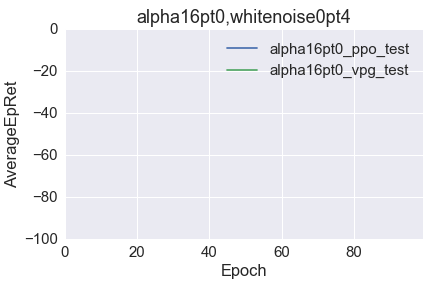 alpha16pt0,whitenoise0pt4
alpha16pt0_ppo_test
alpha16pt0_vpg_test
AverageEpRet
0
−20
−40
−60
−80
−100
0 20 40 60 80
Epoch